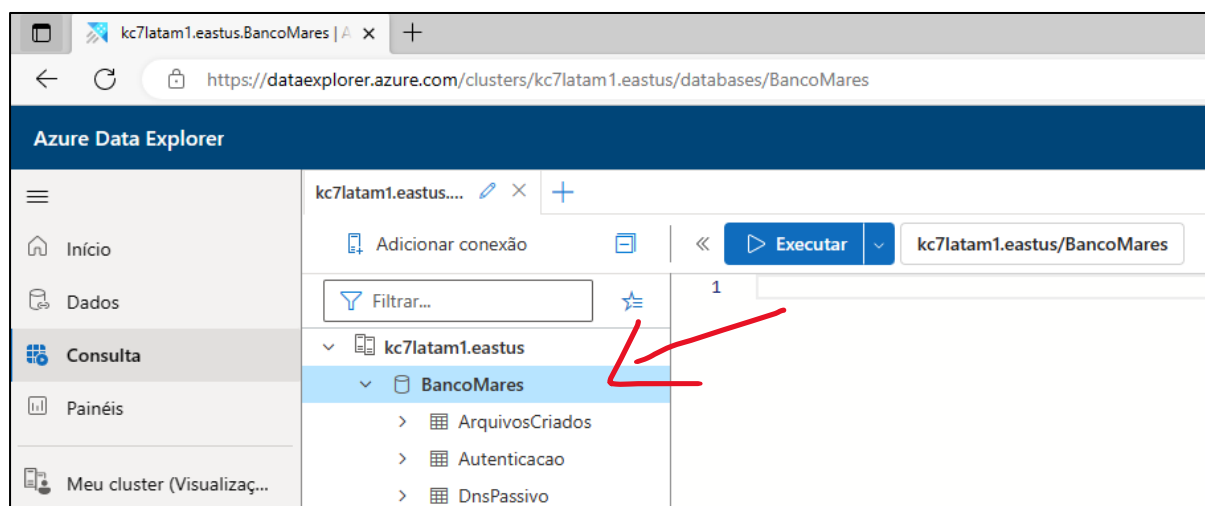 kc7latam1.eastus.BancoMares | A
https://dataexplorer.azure.com/clusters/kc7latam1.eastus/databases/BancoMares
Azure Data Explorer
kc7latam1.eastus....
Início
Adicionar conexão
Executar
kc7latam1.eastus/BancoMares
Dados
Filtrar...
1
Consulta
kc7latam1.eastus
BancoMares
Painéis
ArquivosCriados
Autenticacao
Meu cluster (Visualizaç...
DnsPassivo